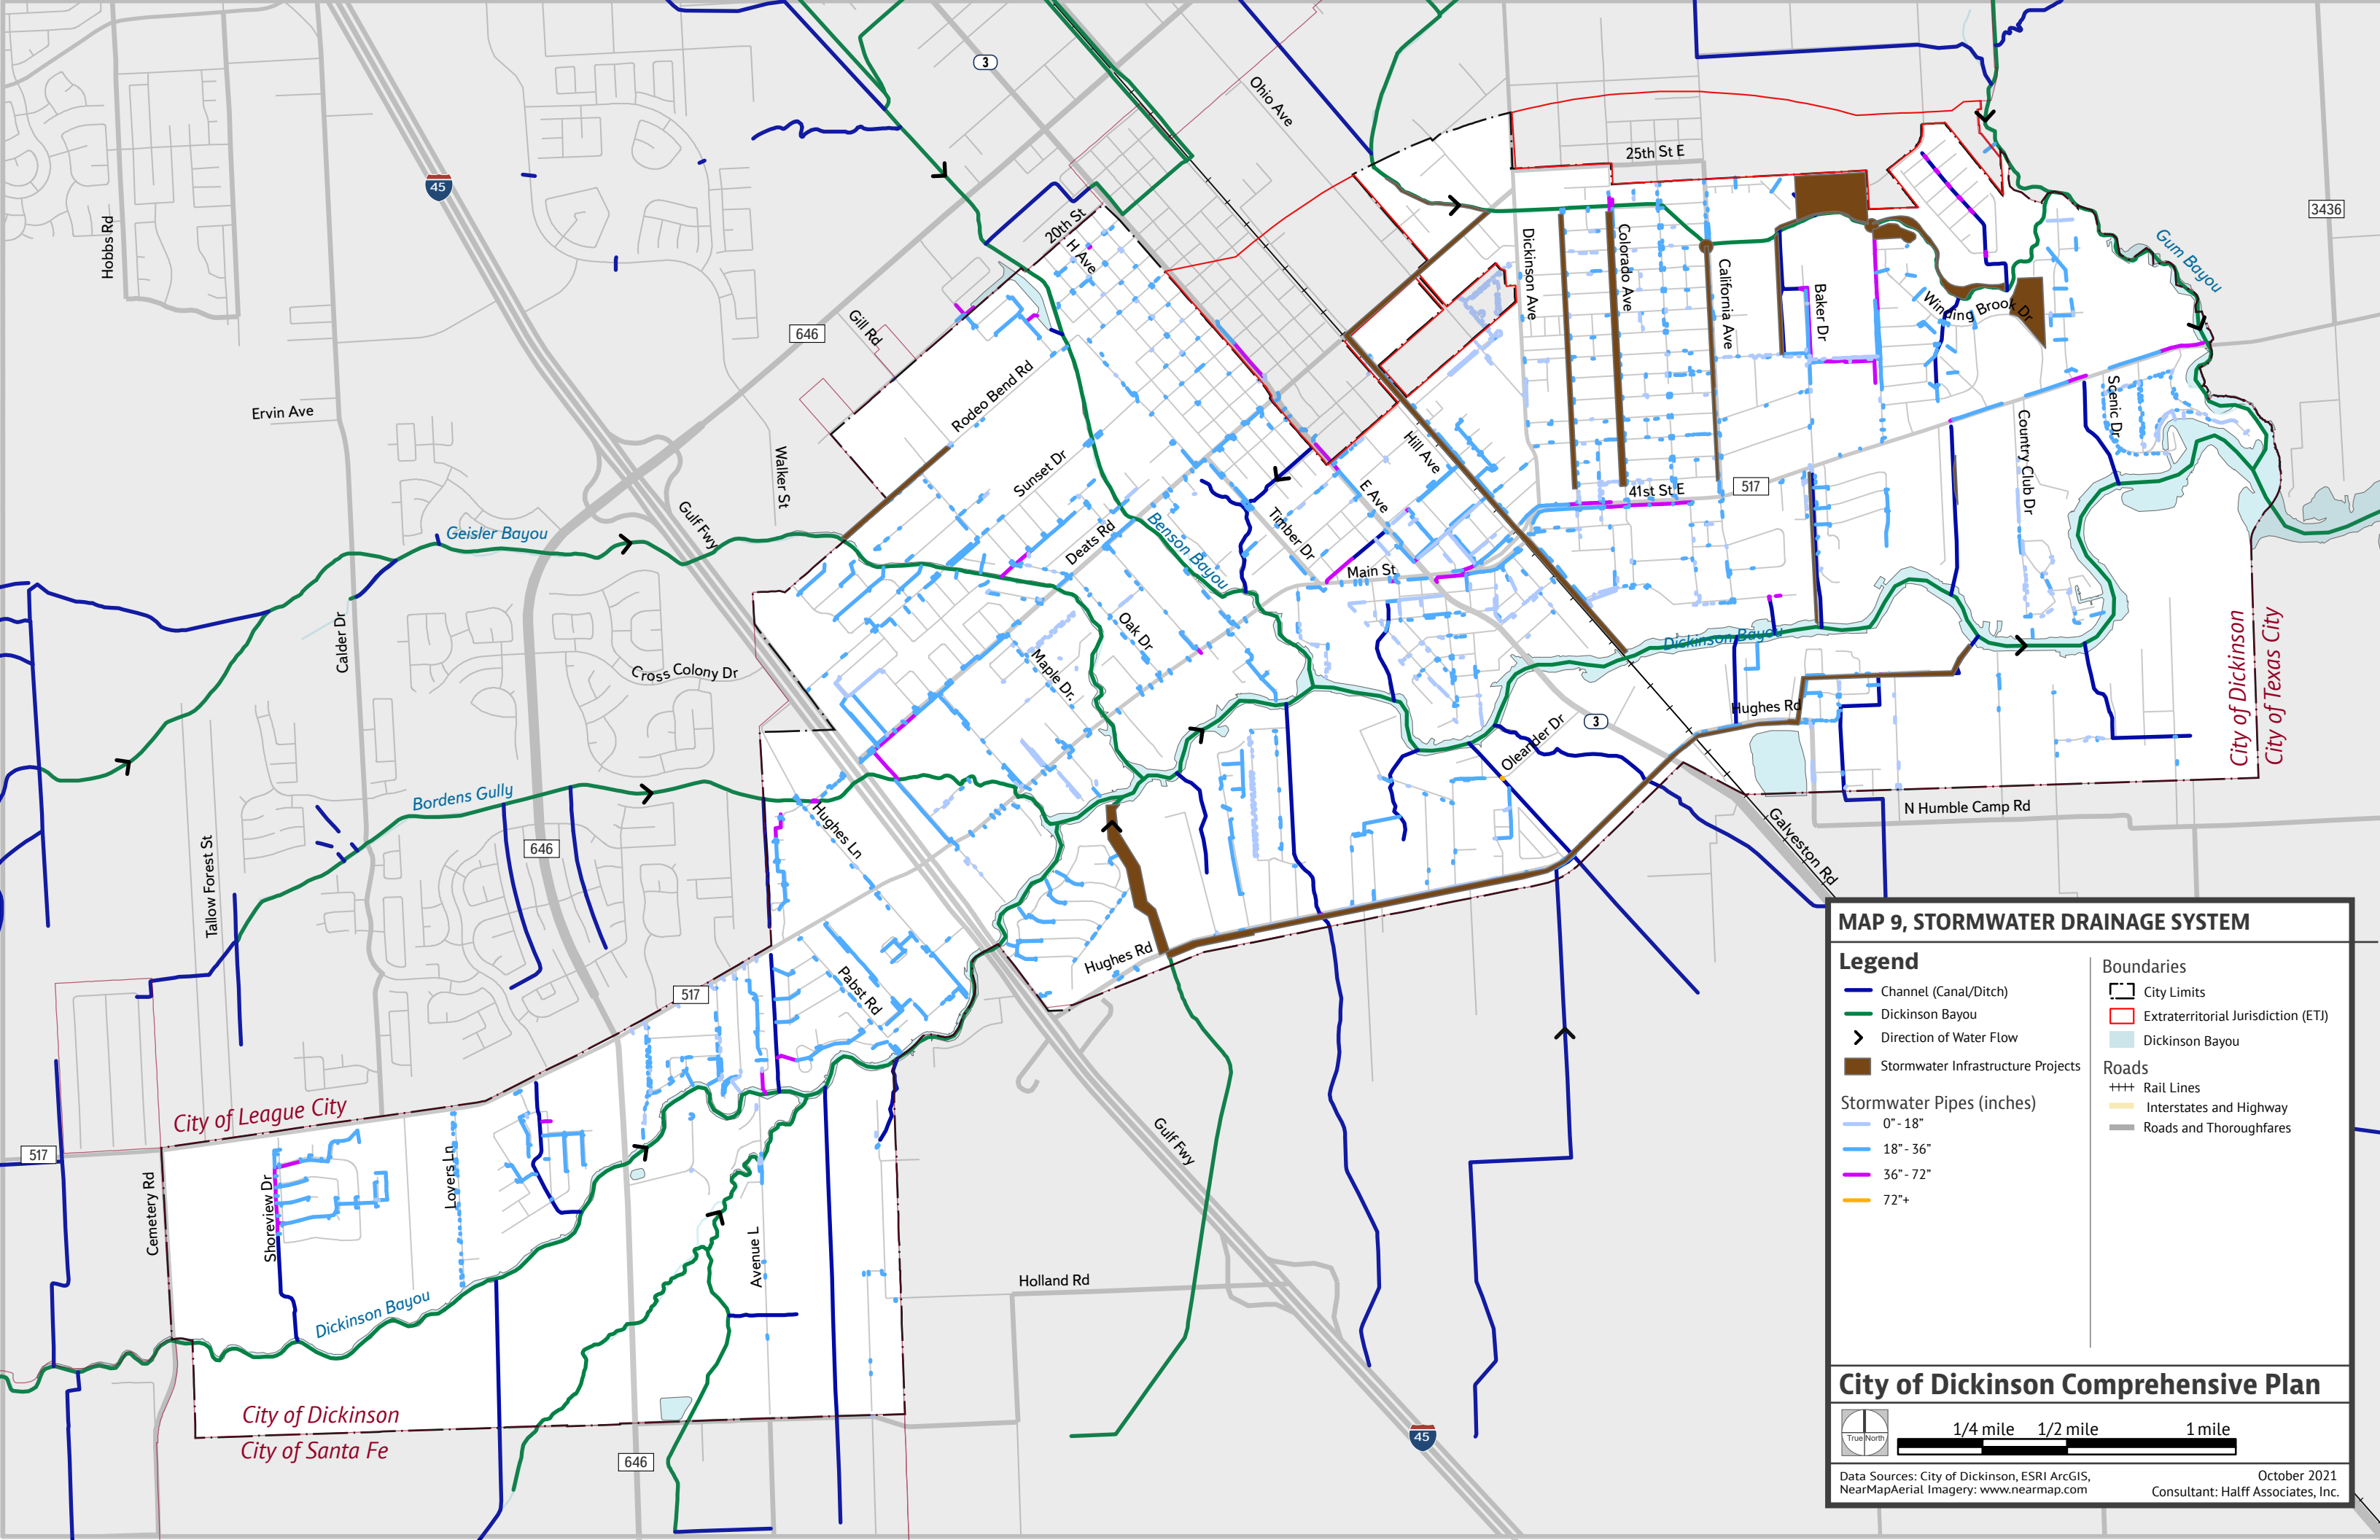 3
Ohio Ave
25th St E
45
3436
Hobbs Rd
20th St
H Ave
Gum Bayou
Dickinson Ave
Colorado Ave
California Ave
Baker Dr
Winding Brook Dr
646
Gill Rd
Rodeo Bend Rd
Ervin Ave
Scenic Dr
Country Club Dr
Walker St
Sunset Dr
Hill Ave
E Ave
41st St E
517
Gulf Fwy
Geisler Bayou
Deats Rd
Benson Bayou
Timber Dr
Main St
Calder Dr
Oak Dr
Cross Colony Dr
Maple Dr.
Dickinson Bayou
City of Dickinson
City of Texas City
Hughes Rd
3
Oleander Dr
Bordens Gully
Hughes Ln
N Humble Camp Rd
Galveston Rd
646
Tallow Forest St
Hughes Rd
Pabst Rd
517
City of League City
517
Cemetery Rd
Shoreview Dr
Lovers Ln
Avenue L
Gulf Fwy
Holland Rd
Dickinson Bayou
City of Dickinson
City of Santa Fe
646
45
MAP 9, STORMWATER DRAINAGE SYSTEM
Legend
Channel (Canal/Ditch)
Dickinson Bayou
Direction of Water Flow
Stormwater Infrastructure Projects
Stormwater Pipes (inches)
0" - 18"
18" - 36"
36" - 72"
72"+
Boundaries
City Limits
Extraterritorial Jurisdiction (ETJ)
Dickinson Bayou
Roads
Rail Lines
Interstates and Highway
Roads and Thoroughfares
City of Dickinson Comprehensive Plan
True North
1/4 mile 1/2 mile 1 mile
Data Sources: City of Dickinson, ESRI ArcGIS,
NearMapAerial Imagery: www.nearmap.com
October 2021
Consultant: Halff Associates, Inc.